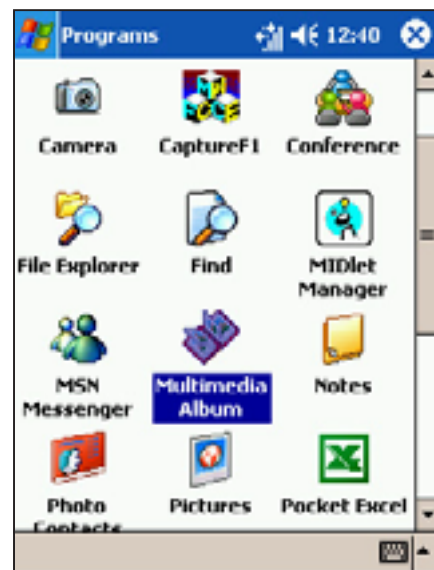 Programs 12:40
Camera CaptureF1 Conference
File Explorer Find MIDlet
Manager
MSN Multimedia Notes
Messenger Album
Photo Pictures Pocket Excel
Contacts